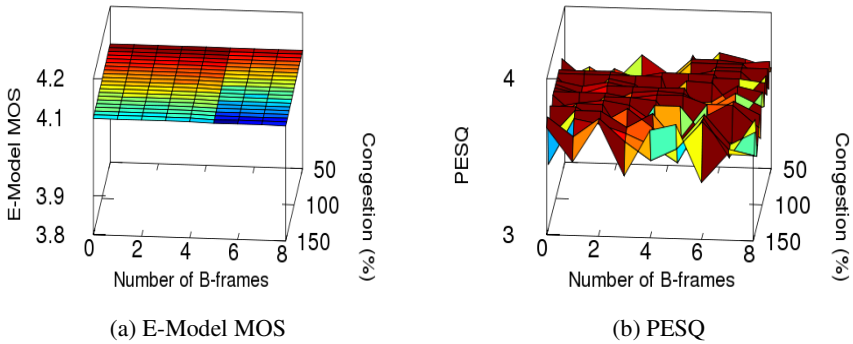 E-Model MOS
4.2
4.1
3.9
3.8
0
2
4
6
8
Number of B-frames
50
100
150
Congestion (%)
(a) E-Model MOS
PESQ
4
3
0
2
4
6
8
Number of B-frames
50
100
150
Congestion (%)
(b) PESQ